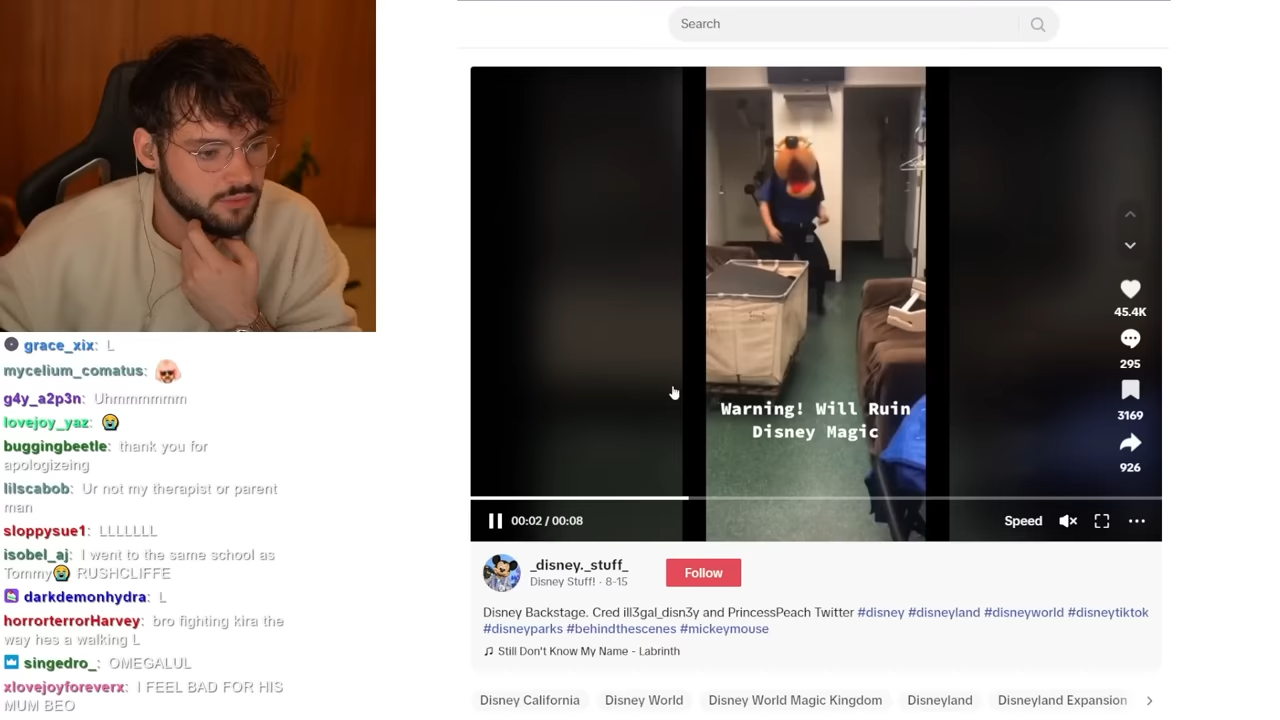 grace_xix: L
mycelium_comatus:
g4y_a2p3n: Uhmmmmmm
lovejoy_yaz:
buggingbeetle: thank you for
apologizeing
lilscabob: Ur not my therapist or parent
man
sloppysue1: LLLLLLL
isobel_aj: I went to the same school as
Tommy😭 RUSHCLIFFE
darkdemonhydra: L
horrorterrorHarvey: bro fighting kira the
way hes a walking L
singedro_: OMEGALUL
xlovejoyforeverx: I FEEL BAD FOR HIS
MUM BEO
Search
Warning! Will Ruin
Disney Magic
45.4K
295
3169
926
00:02 / 00:08
Speed
_disney._stuff_
Disney Stuff! · 8-15
Follow
Disney Backstage. Cred ill3gal_disn3y and PrincessPeach Twitter #disney #disneyland #disneyworld #disneytiktok
#disneyparks #behindthescenes #mickeymouse
♫ Still Don't Know My Name - Labrinth
Disney California
Disney World
Disney World Magic Kingdom
Disneyland
Disneyland Expansion